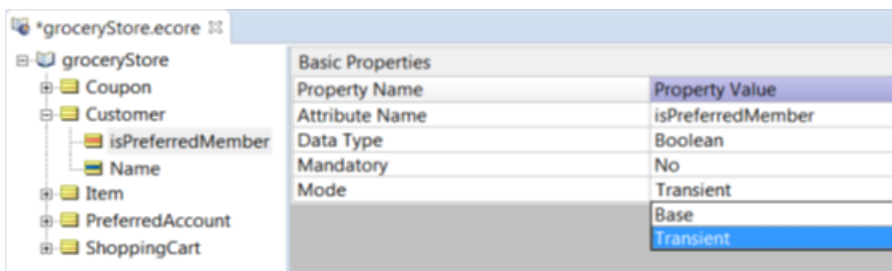 *groceryStore.ecore
groceryStore
Coupon
Customer
isPreferredMember
Name
Item
PreferredAccount
ShoppingCart
Basic Properties
Property Name Property Value
Attribute Name isPreferredMember
Data Type Boolean
Mandatory No
Mode Transient
Base
Transient